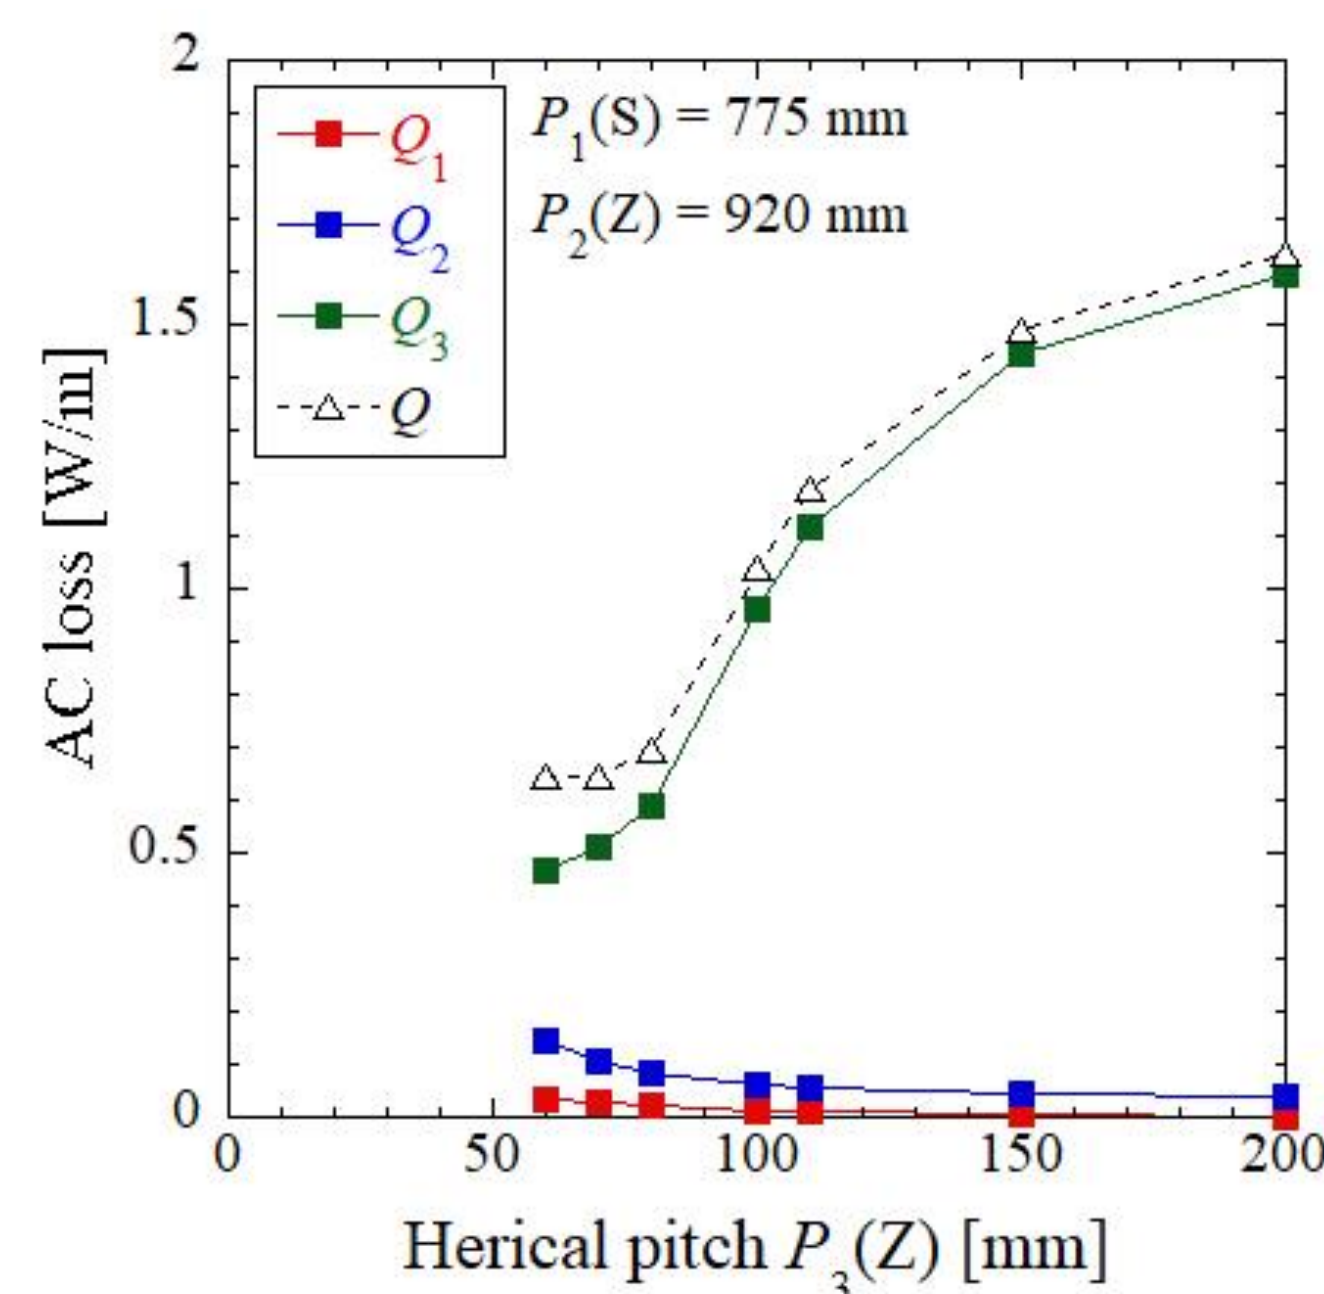 2
Q1
P1(S) = 775 mm
Q2
P2(Z) = 920 mm
1.5
Q3
Q
AC loss [W/m]
1
0.5
0
0 50 100 150 200
Herical pitch P3(Z) [mm]